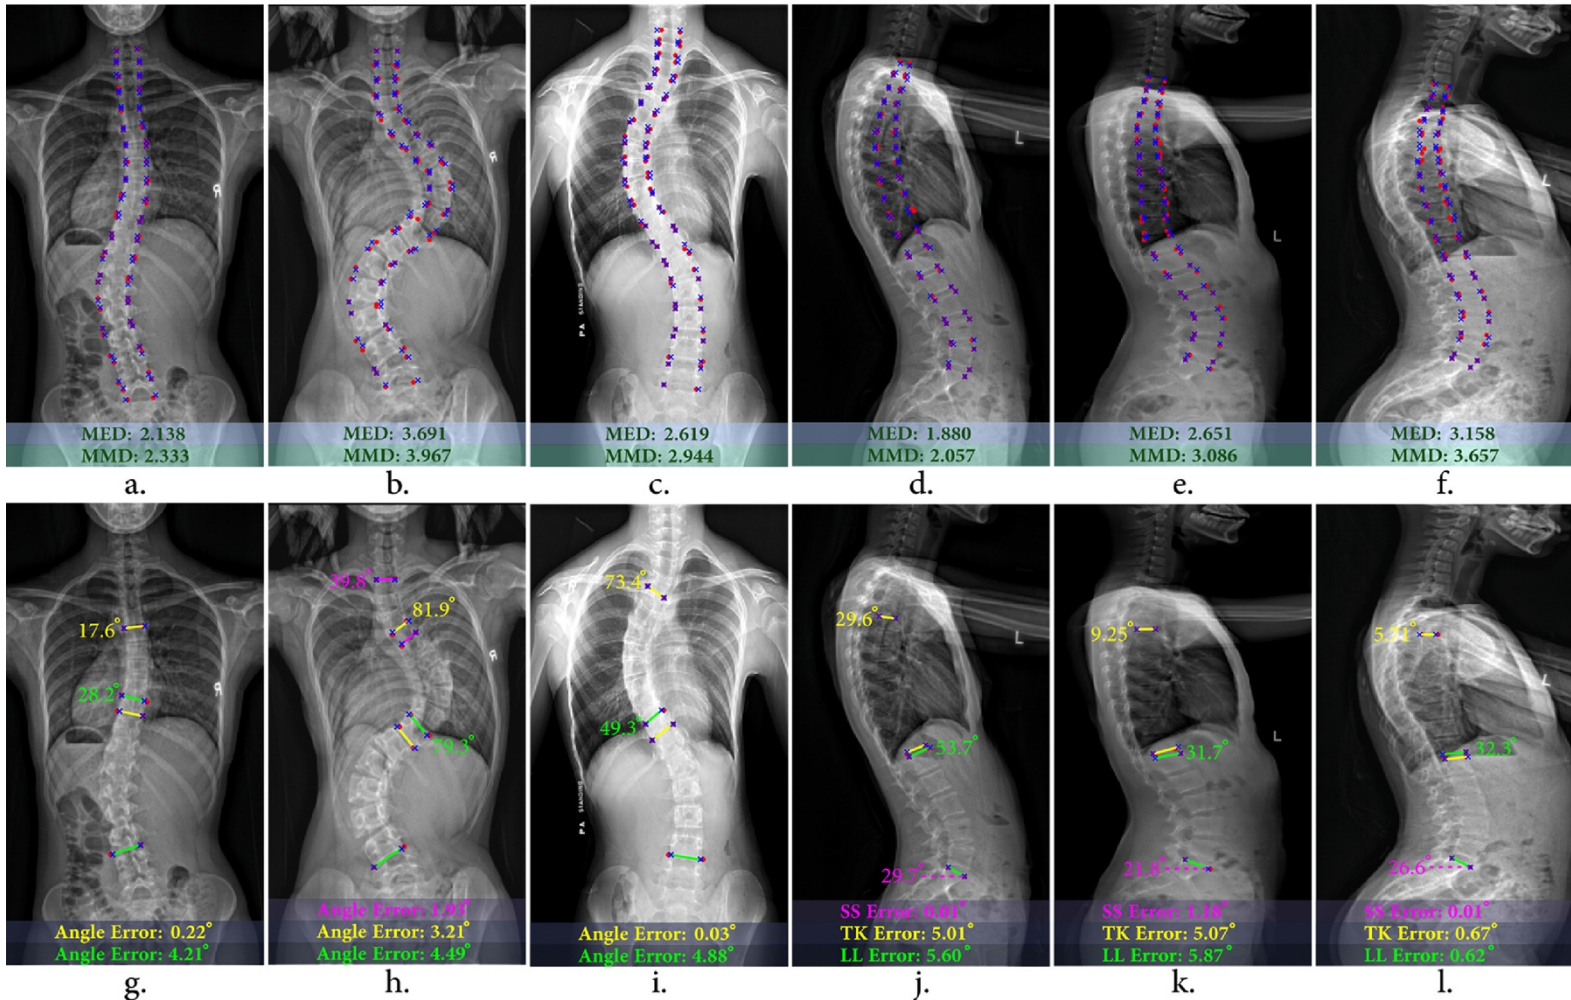 L
L
L
PA STANDING
MED: 2.138
MMD: 2.333
MED: 3.691
MMD: 3.967
MED: 2.619
MMD: 2.944
MED: 1.880
MMD: 2.057
MED: 2.651
MMD: 3.086
MED: 3.158
MMD: 3.657
a.
b.
c.
d.
e.
f.
17.6°
28.2°
Angle Error: 0.22°
Angle Error: 4.21°
39.8°
81.9°
79.3°
Angle Error: 1.93°
Angle Error: 3.21°
Angle Error: 4.49°
73.4°
49.3°
PA STANDING
Angle Error: 0.03°
Angle Error: 4.88°
29.6°
L
53.7°
29.7°
SS Error: 0.01°
TK Error: 5.01°
LL Error: 5.60°
9.25°
L
31.7°
21.8°
SS Error: 1.18°
TK Error: 5.07°
LL Error: 5.87°
5.31°
L
32.3°
26.6°
SS Error: 0.01°
TK Error: 0.67°
LL Error: 0.62°
g.
h.
i.
j.
k.
l.